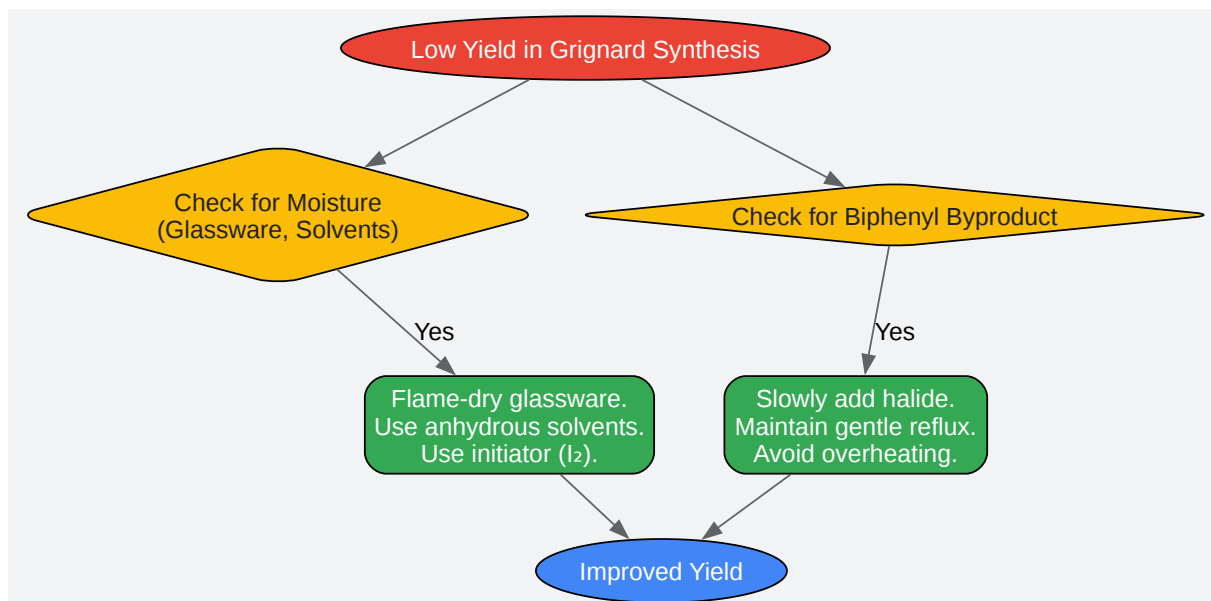 Low Yield in Grignard Synthesis
Check for Moisture
(Glassware, Solvents)
Check for Biphenyl Byproduct
Yes
Yes
Flame-dry glassware.
Use anhydrous solvents.
Use initiator (I₂).
Slowly add halide.
Maintain gentle reflux.
Avoid overheating.
Improved Yield